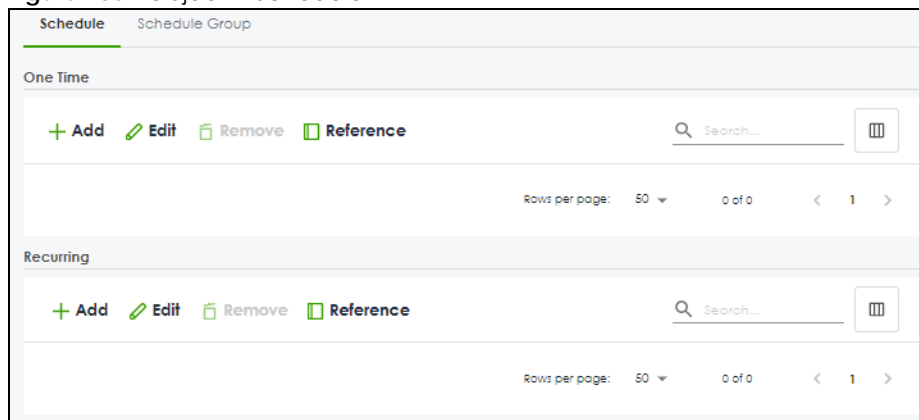 Schedule Schedule Group
One Time
Add Edit Remove Reference Search...
Rows per page: 50 0 of 0 < 1 >
Recurring
Add Edit Remove Reference Search...
Rows per page: 50 0 of 0 < 1 >